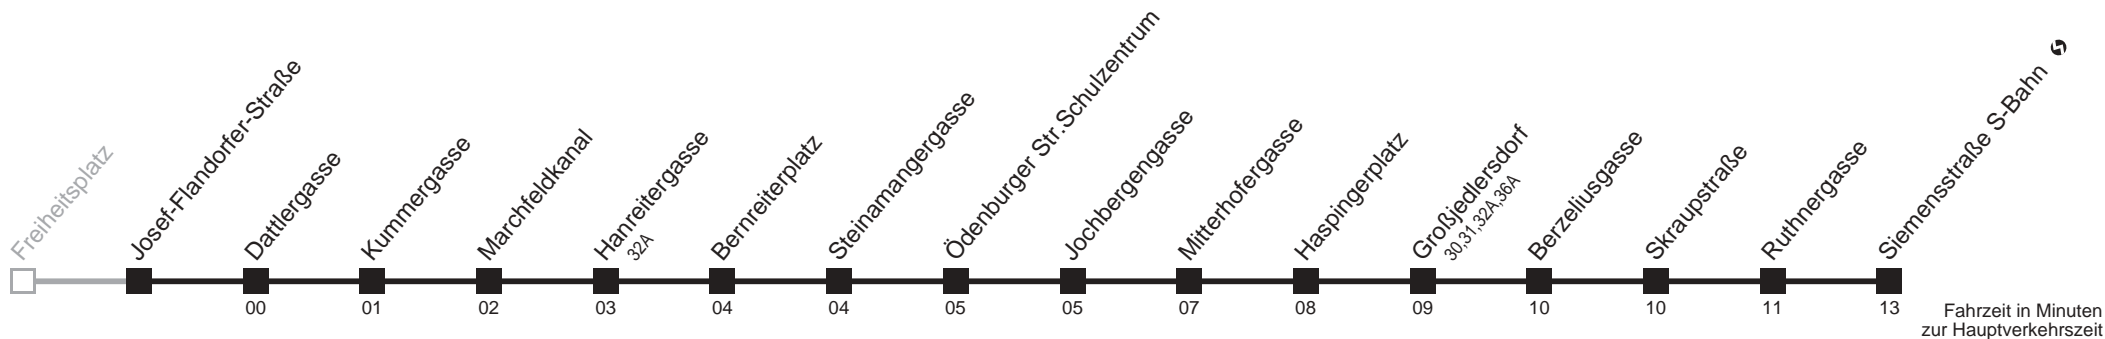 Freiheitsplatz
Josef-Flandorfer-Straße
Dattlergasse
Kummergasse
Marchfeldkanal
Hanreitergasse
32A
Bernreiterplatz
Steinamangergasse
Ödenburger Str.Schulzentrum
Jochbergengasse
Mitterhofergasse
Haspingerplatz
Großjedlersdorf
30,31,32A,36A
Berzeliusgasse
Skraupstraße
Ruthnergasse
Siemensstraße S-Bahn
00 01 02 03 04 04 05 05 07 08 09 10 10 11 13
Fahrzeit in Minuten
zur Hauptverkehrszeit